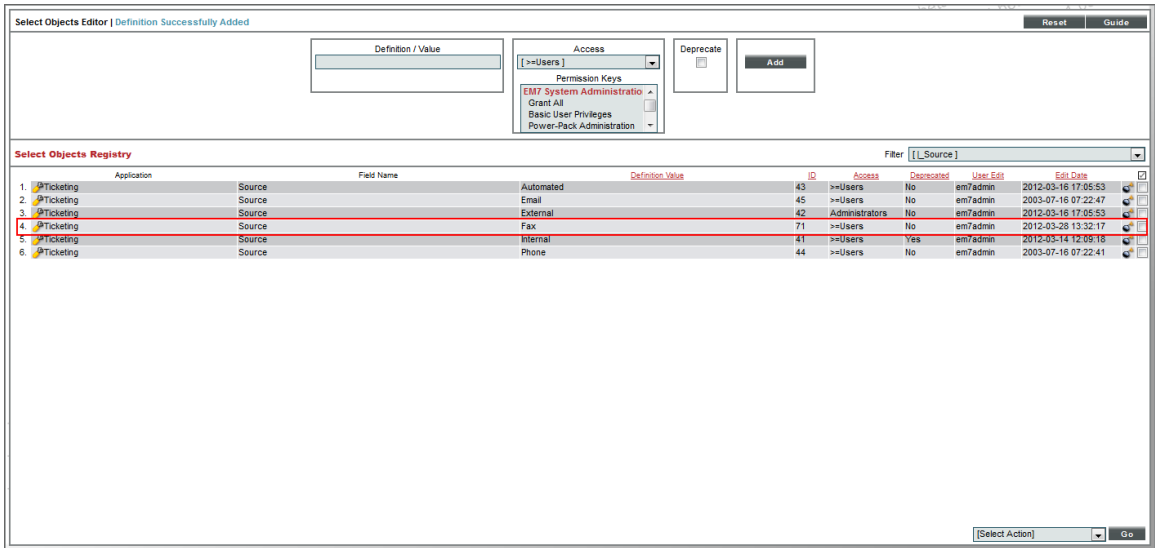 Select Objects Editor | Definition Successfully Added Reset Guide
Definition / Value Access Deprecate
[ >=Users ] Add
Permission Keys
EM7 System Administratio
Grant All
Basic User Privileges
Power-Pack Administration
Select Objects Registry Filter [ |_Source ]
Application Field Name Definition Value ID Access Deprecated User Edit Edit Date
1. Ticketing Source Automated 43 >=Users No em7admin 2012-03-16 17:05:53
2. Ticketing Source Email 45 >=Users No em7admin 2003-07-16 07:22:47
3. Ticketing Source External 42 Administrators No em7admin 2012-03-16 17:05:53
4. Ticketing Source Fax 71 >=Users No em7admin 2012-03-28 13:32:17
5. Ticketing Source Internal 41 >=Users Yes em7admin 2012-03-14 12:09:18
6. Ticketing Source Phone 44 >=Users No em7admin 2003-07-16 07:22:41
[Select Action] Go